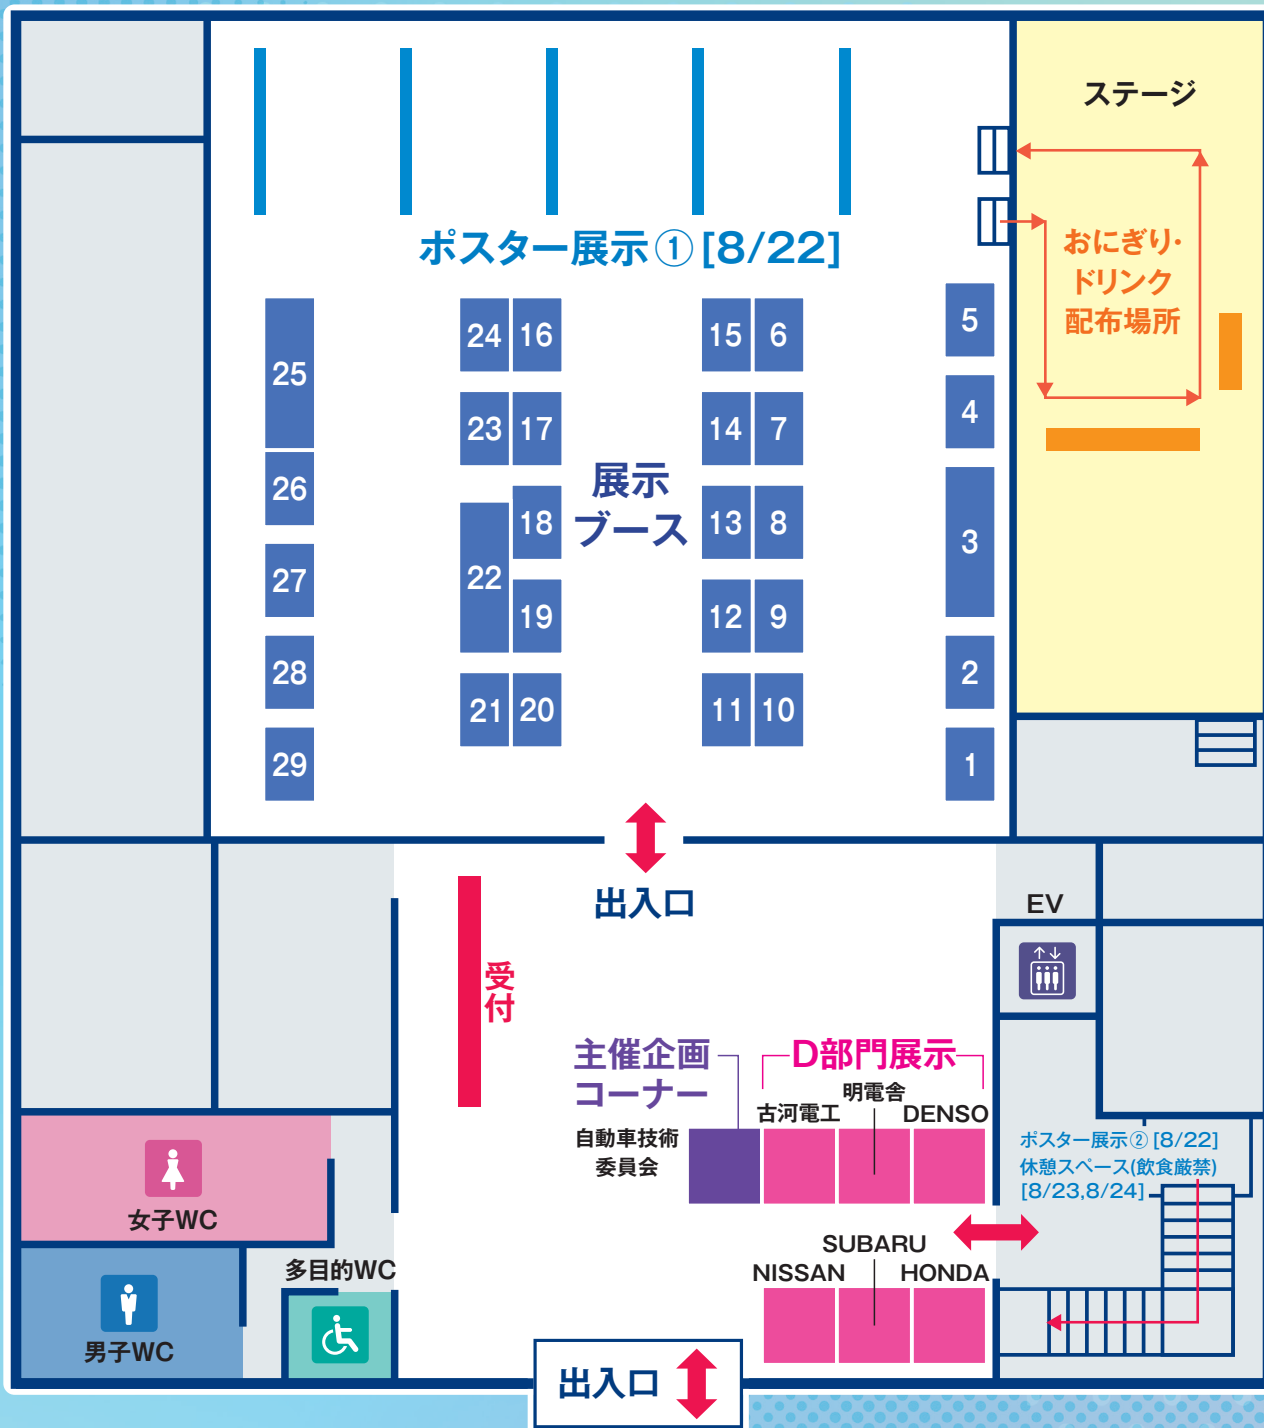 ステージ
ポスター展示①[8/22]
おにぎり・
ドリンク
配布場所
25
26
27
28
29
24 16
23 17
18
22
19
21 20
展示
ブース
15 6
14 7
13 8
12 9
11 10
5
4
3
2
1
出入口
受付
EV
主催企画
コーナー
D部門展示
明電舎
古河電工
DENSO
自動車技術
委員会
ポスター展示②[8/22]
休憩スペース(飲食厳禁)
[8/23,8/24]
女子WC
多目的WC
男子WC
SUBARU
NISSAN
HONDA
出入口